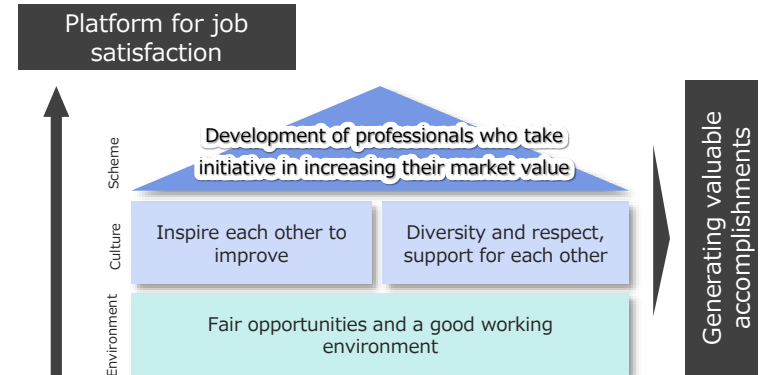 Platform for job
satisfaction
Scheme
Development of professionals who take
initiative in increasing their market value
Culture
Inspire each other to
improve
Diversity and respect,
support for each other
Environment
Fair opportunities and a good working
environment
Generating valuable
accomplishments